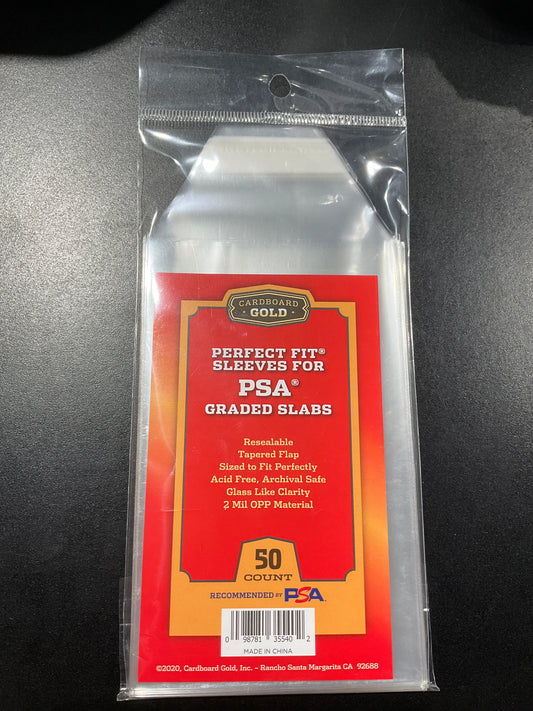 CARDBOARD
GOLD
PERFECT FIT®
SLEEVES FOR
PSA®
GRADED SLABS
Resealable
Tapered Flap
Sized to Fit Perfectly
Acid Free, Archival Safe
Glass Like Clarity
2 Mil OPP Material
50
COUNT
RECOMMENDED BY PSA
0 98781 35540 2
MADE IN CHINA
©2020, Cardboard Gold, Inc. – Rancho Santa Margarita CA 92688